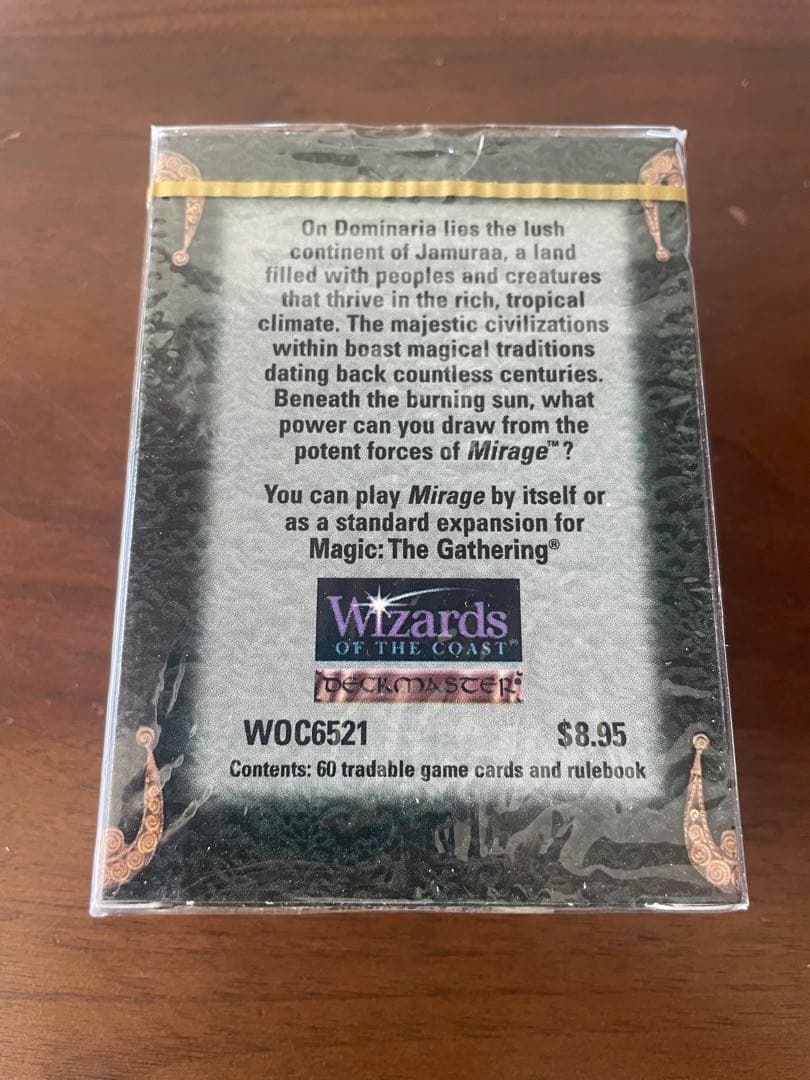 On Dominaria lies the lush
continent of Jamuraa, a land
filled with peoples and creatures
that thrive in the rich, tropical
climate. The majestic civilizations
within boast magical traditions
dating back countless centuries.
Beneath the burning sun, what
power can you draw from the
potent forces of Mirage™?
You can play Mirage by itself or
as a standard expansion for
Magic: The Gathering®
Wizards
OF THE COAST®
DECKMASTER®
WOC6521 $8.95
Contents: 60 tradable game cards and rulebook